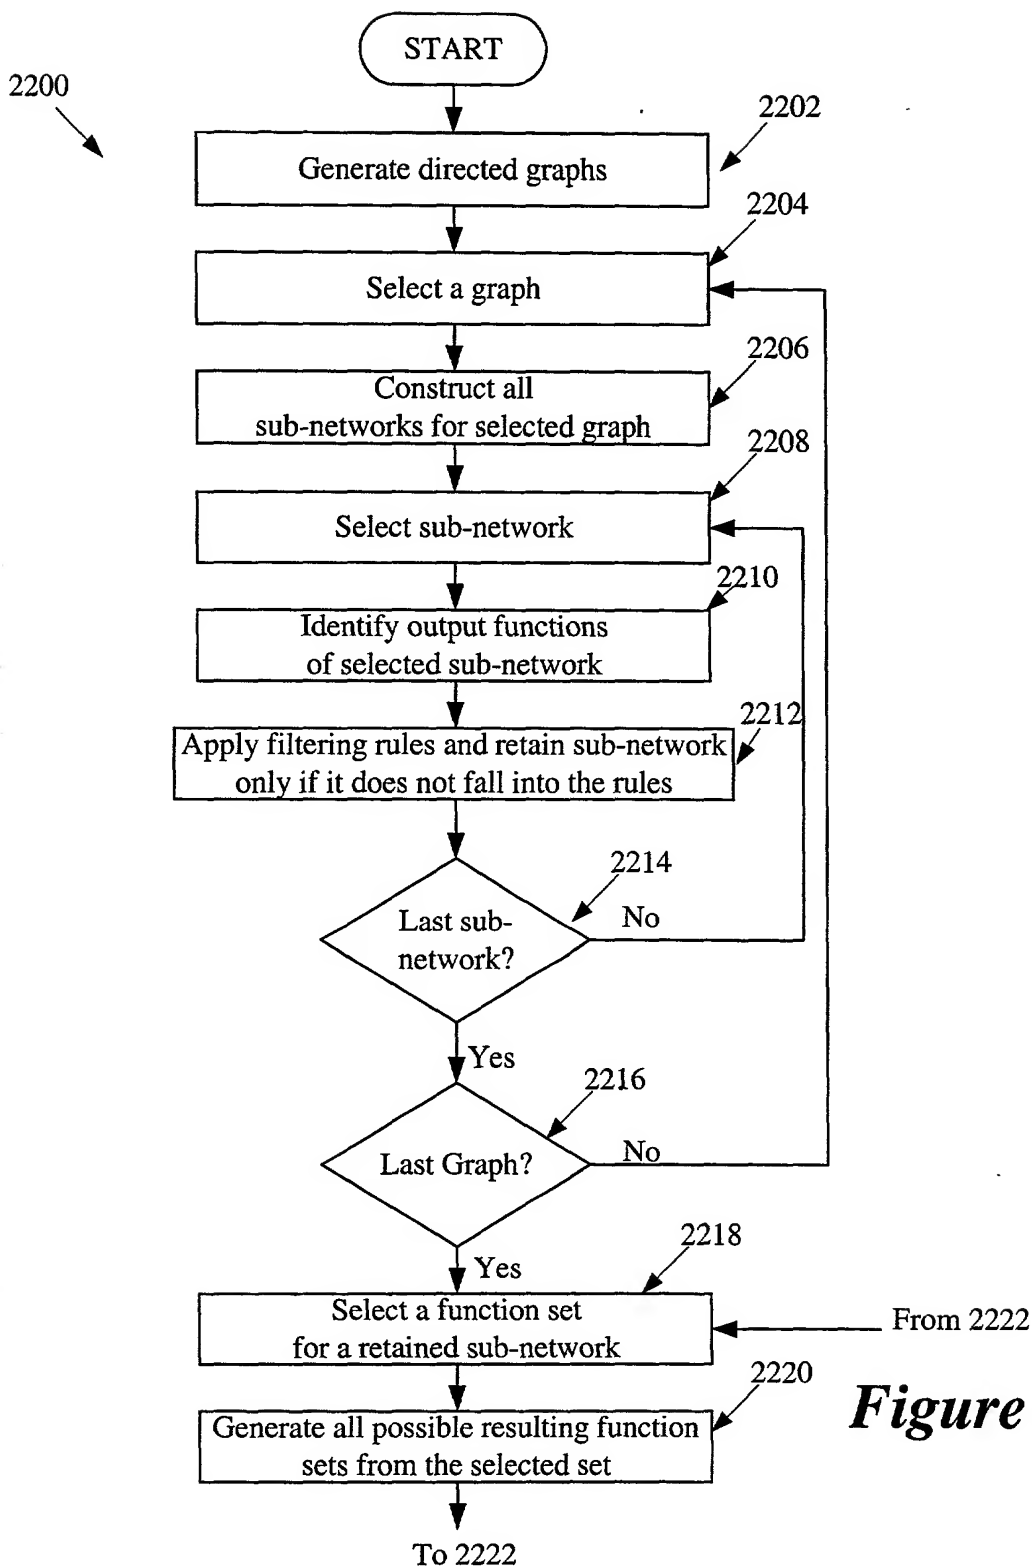 START
2200
2202
Generate directed graphs
2204
Select a graph
2206
Construct all
sub-networks for selected graph
2208
Select sub-network
2210
Identify output functions
of selected sub-network
2212
Apply filtering rules and retain sub-network
only if it does not fall into the rules
2214
Last sub-
network?
No
Yes
2216
Last Graph?
No
Yes
2218
Select a function set
for a retained sub-network
From 2222
2220
Generate all possible resulting function
sets from the selected set
Figure
To 2222